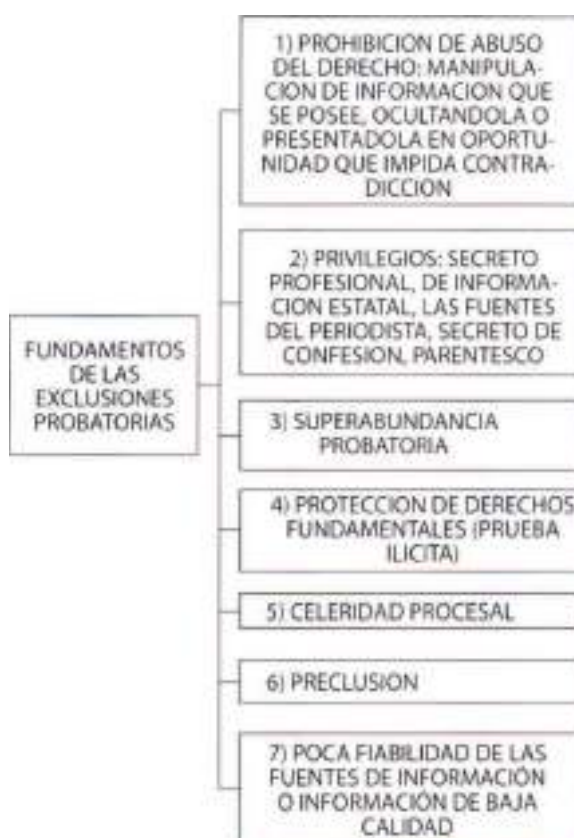 1) PROHIBICION DE ABUSO
DEL DERECHO: MANIPULA-
CION DE INFORMACION QUE
SE POSEE, OCULTANDOLA O
PRESENTADOLA EN OPORTU-
NIDAD QUE IMPIDA CONTRA-
DICCION
2) PRIVILEGIOS: SECRETO
PROFESIONAL, DE INFORMA-
CION ESTATAL, LAS FUENTES
DEL PERIODISTA, SECRETO DE
CONFESION, PARENTESCO
FUNDAMENTOS
DE LAS
EXCLUSIONES
PROBATORIAS
3) SUPERABUNDANCIA
PROBATORIA
4) PROTECCION DE DERECHOS
FUNDAMENTALES (PRUEBA
ILICITA)
5) CELERIDAD PROCESAL
6) PRECLUSION
7) POCA FIABILIDAD DE LAS
FUENTES DE INFORMACIÓN
O INFORMACIÓN DE BAJA
CALIDAD